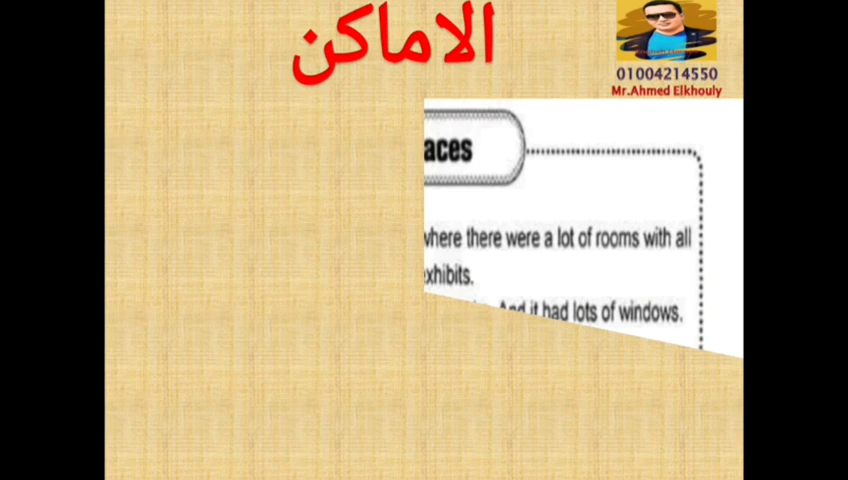 الاماكن
01004214550
Mr.Ahmed Elkhouly
aces
where there were a lot of rooms with all
exhibits.
And it had lots of windows.